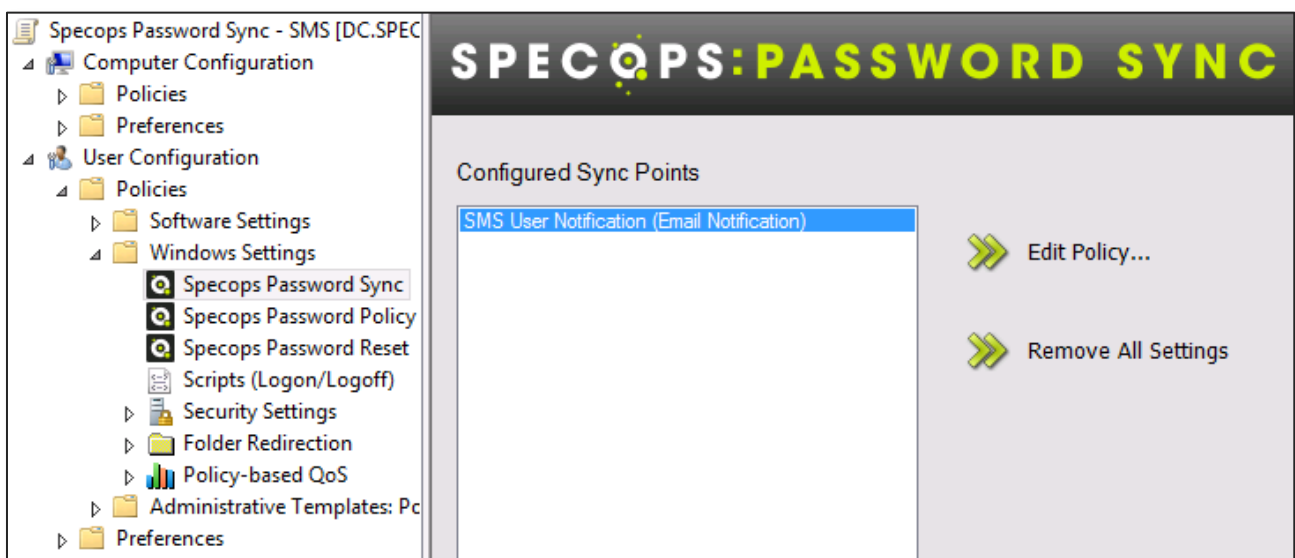 Specops Password Sync - SMS [DC.SPEC
Computer Configuration
Policies
Preferences
User Configuration
Policies
Software Settings
Windows Settings
Specops Password Sync
Specops Password Policy
Specops Password Reset
Scripts (Logon/Logoff)
Security Settings
Folder Redirection
Policy-based QoS
Administrative Templates: Pc
Preferences
SPECOPS:PASSWORD SYNC
Configured Sync Points
SMS User Notification (Email Notification)
Edit Policy...
Remove All Settings